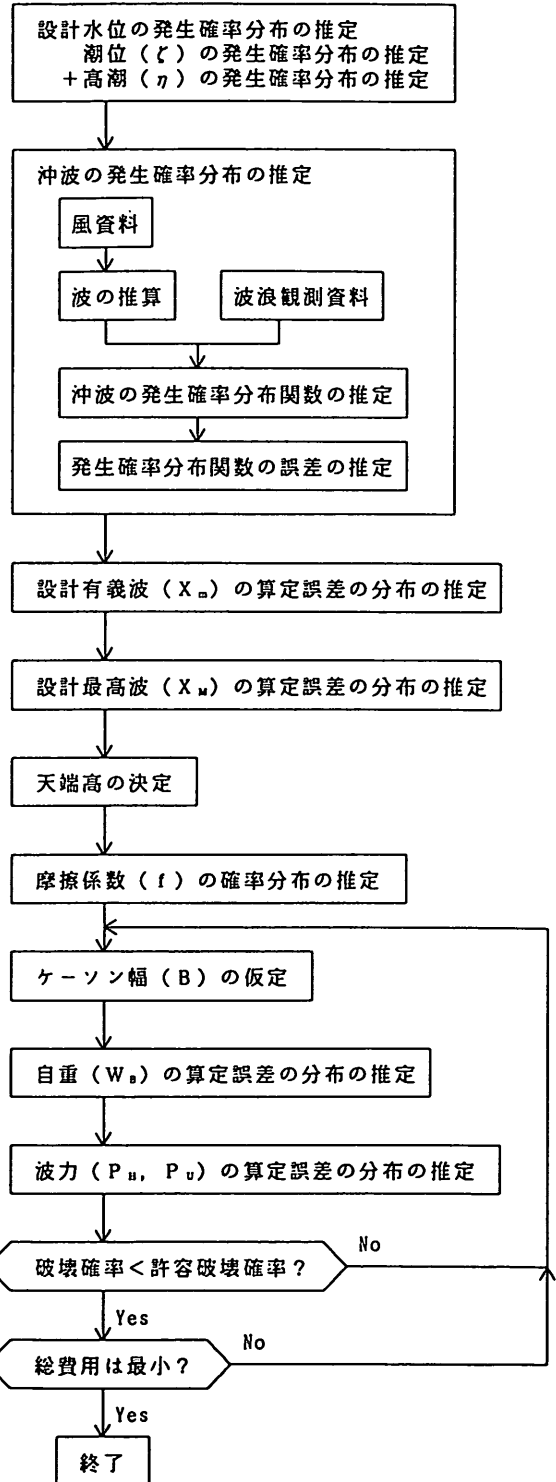 設計水位の発生確率分布の推定
潮位(ζ)の発生確率分布の推定
+高潮(η)の発生確率分布の推定
沖波の発生確率分布の推定
風資料
波の推算
波浪観測資料
沖波の発生確率分布関数の推定
発生確率分布関数の誤差の推定
設計有義波(X)の算定誤差の分布の推定
設計最高波(X_M)の算定誤差の分布の推定
天端高の決定
摩擦係数(f)の確率分布の推定
ケーソン幅(B)の仮定
自重(W_B)の算定誤差の分布の推定
波力(P_H, P_U)の算定誤差の分布の推定
破壊確率<許容破壊確率?
No
Yes
総費用は最小?
No
Yes
終了